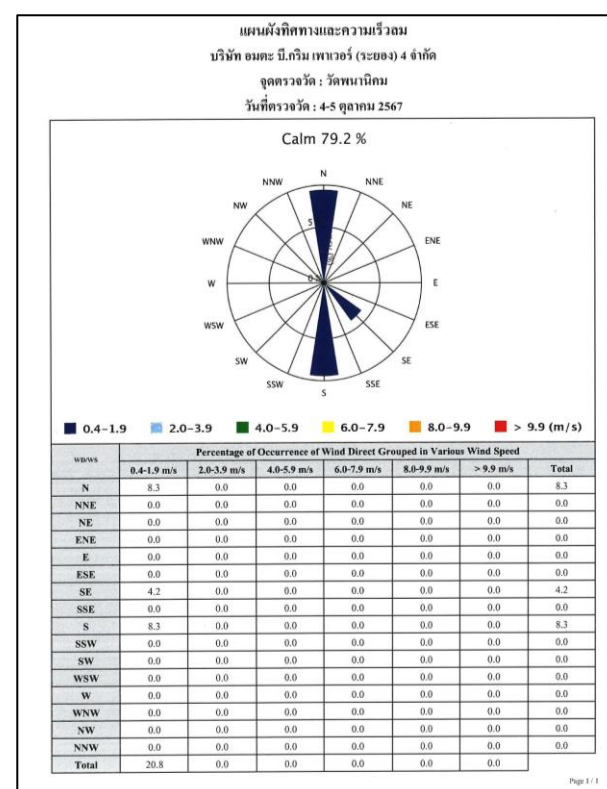 แผนผังทิศทางและความเร็วลม
บริษัท อมตะ บี.กริม เพาเวอร์ (ระยอง) 4 จำกัด
จุดตรวจวัด : วัดพนานิคม
วันที่ตรวจวัด : 4-5 ตุลาคม 2567
Calm 79.2 %
N
NNW
NNE
NW
NE
WNW
ENE
W
E
WSW
ESE
SW
SE
SSW
SSE
S
5
0
0.4-1.9 2.0-3.9 4.0-5.9 6.0-7.9 8.0-9.9 > 9.9 (m/s)
WD/WS Percentage of Occurrence of Wind Direct Grouped in Various Wind Speed
0.4-1.9 m/s 2.0-3.9 m/s 4.0-5.9 m/s 6.0-7.9 m/s 8.0-9.9 m/s > 9.9 m/s Total
N 8.3 0.0 0.0 0.0 0.0 0.0 8.3
NNE 0.0 0.0 0.0 0.0 0.0 0.0 0.0
NE 0.0 0.0 0.0 0.0 0.0 0.0 0.0
ENE 0.0 0.0 0.0 0.0 0.0 0.0 0.0
E 0.0 0.0 0.0 0.0 0.0 0.0 0.0
ESE 0.0 0.0 0.0 0.0 0.0 0.0 0.0
SE 4.2 0.0 0.0 0.0 0.0 0.0 4.2
SSE 0.0 0.0 0.0 0.0 0.0 0.0 0.0
S 8.3 0.0 0.0 0.0 0.0 0.0 8.3
SSW 0.0 0.0 0.0 0.0 0.0 0.0 0.0
SW 0.0 0.0 0.0 0.0 0.0 0.0 0.0
WSW 0.0 0.0 0.0 0.0 0.0 0.0 0.0
W 0.0 0.0 0.0 0.0 0.0 0.0 0.0
WNW 0.0 0.0 0.0 0.0 0.0 0.0 0.0
NW 0.0 0.0 0.0 0.0 0.0 0.0 0.0
NNW 0.0 0.0 0.0 0.0 0.0 0.0 0.0
Total 20.8 0.0 0.0 0.0 0.0 0.0
Page 1 / 1